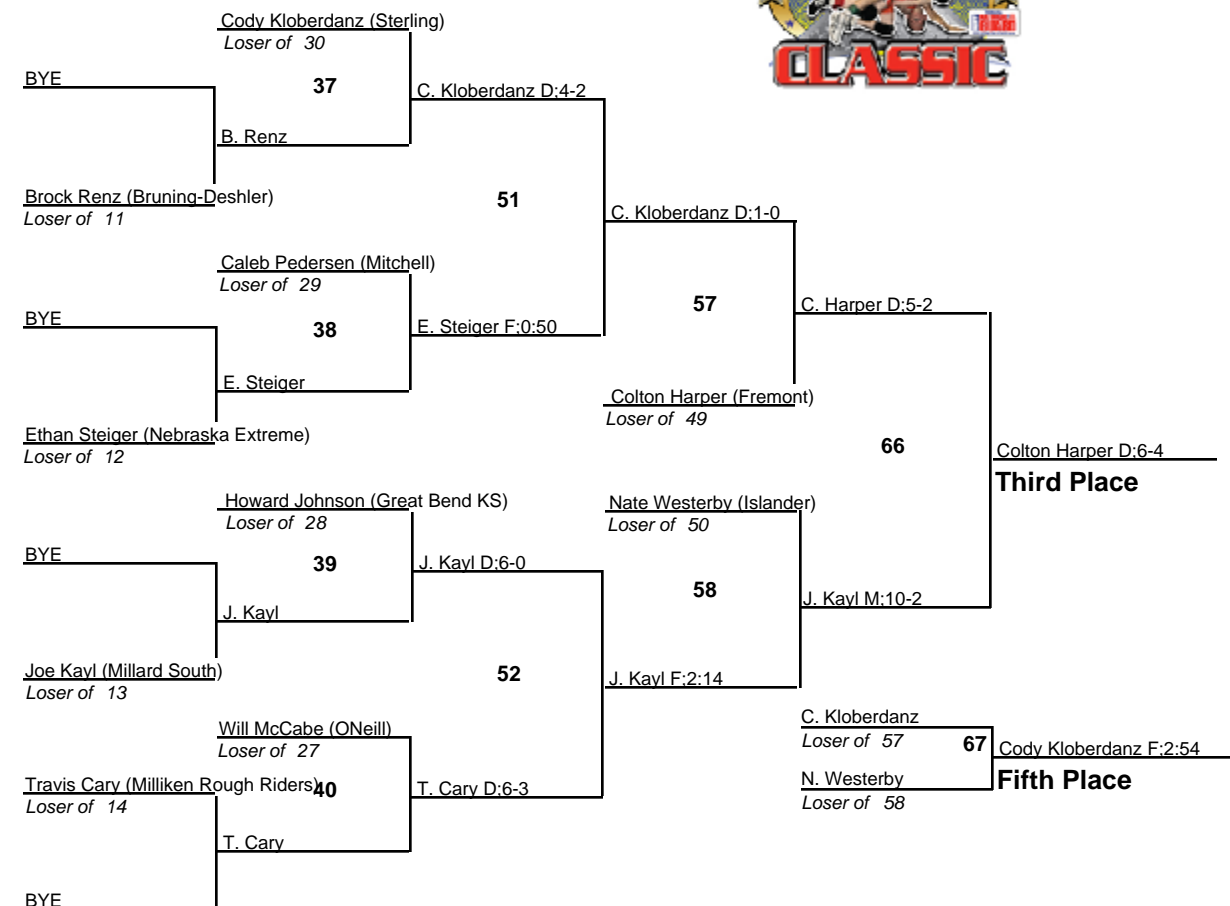 Cody Kloberdanz (Sterling)
Loser of 30
CLASSIC
BYE
37
C. Kloberdanz D;4-2
B. Renz
Brock Renz (Bruning-Deshler)
Loser of 11
51
C. Kloberdanz D;1-0
Caleb Pedersen (Mitchell)
Loser of 29
BYE
38
E. Steiger F;0:50
57
C. Harper D;5-2
E. Steiger
Colton Harper (Fremont)
Loser of 49
Ethan Steiger (Nebraska Extreme)
Loser of 12
66
Colton Harper D;6-4
Third Place
Howard Johnson (Great Bend KS)
Loser of 28
Nate Westerby (Islander)
Loser of 50
BYE
39
J. Kayl D;6-0
58
J. Kayl M;10-2
J. Kayl
Joe Kayl (Millard South)
Loser of 13
52
J. Kayl F;2:14
Will McCabe (ONeill)
Loser of 27
C. Kloberdanz
Loser of 57
67
Cody Kloberdanz F;2:54
Fifth Place
N. Westerby
Loser of 58
Travis Cary (Milliken Rough Riders)
Loser of 14
40
T. Cary D;6-3
T. Cary
BYE